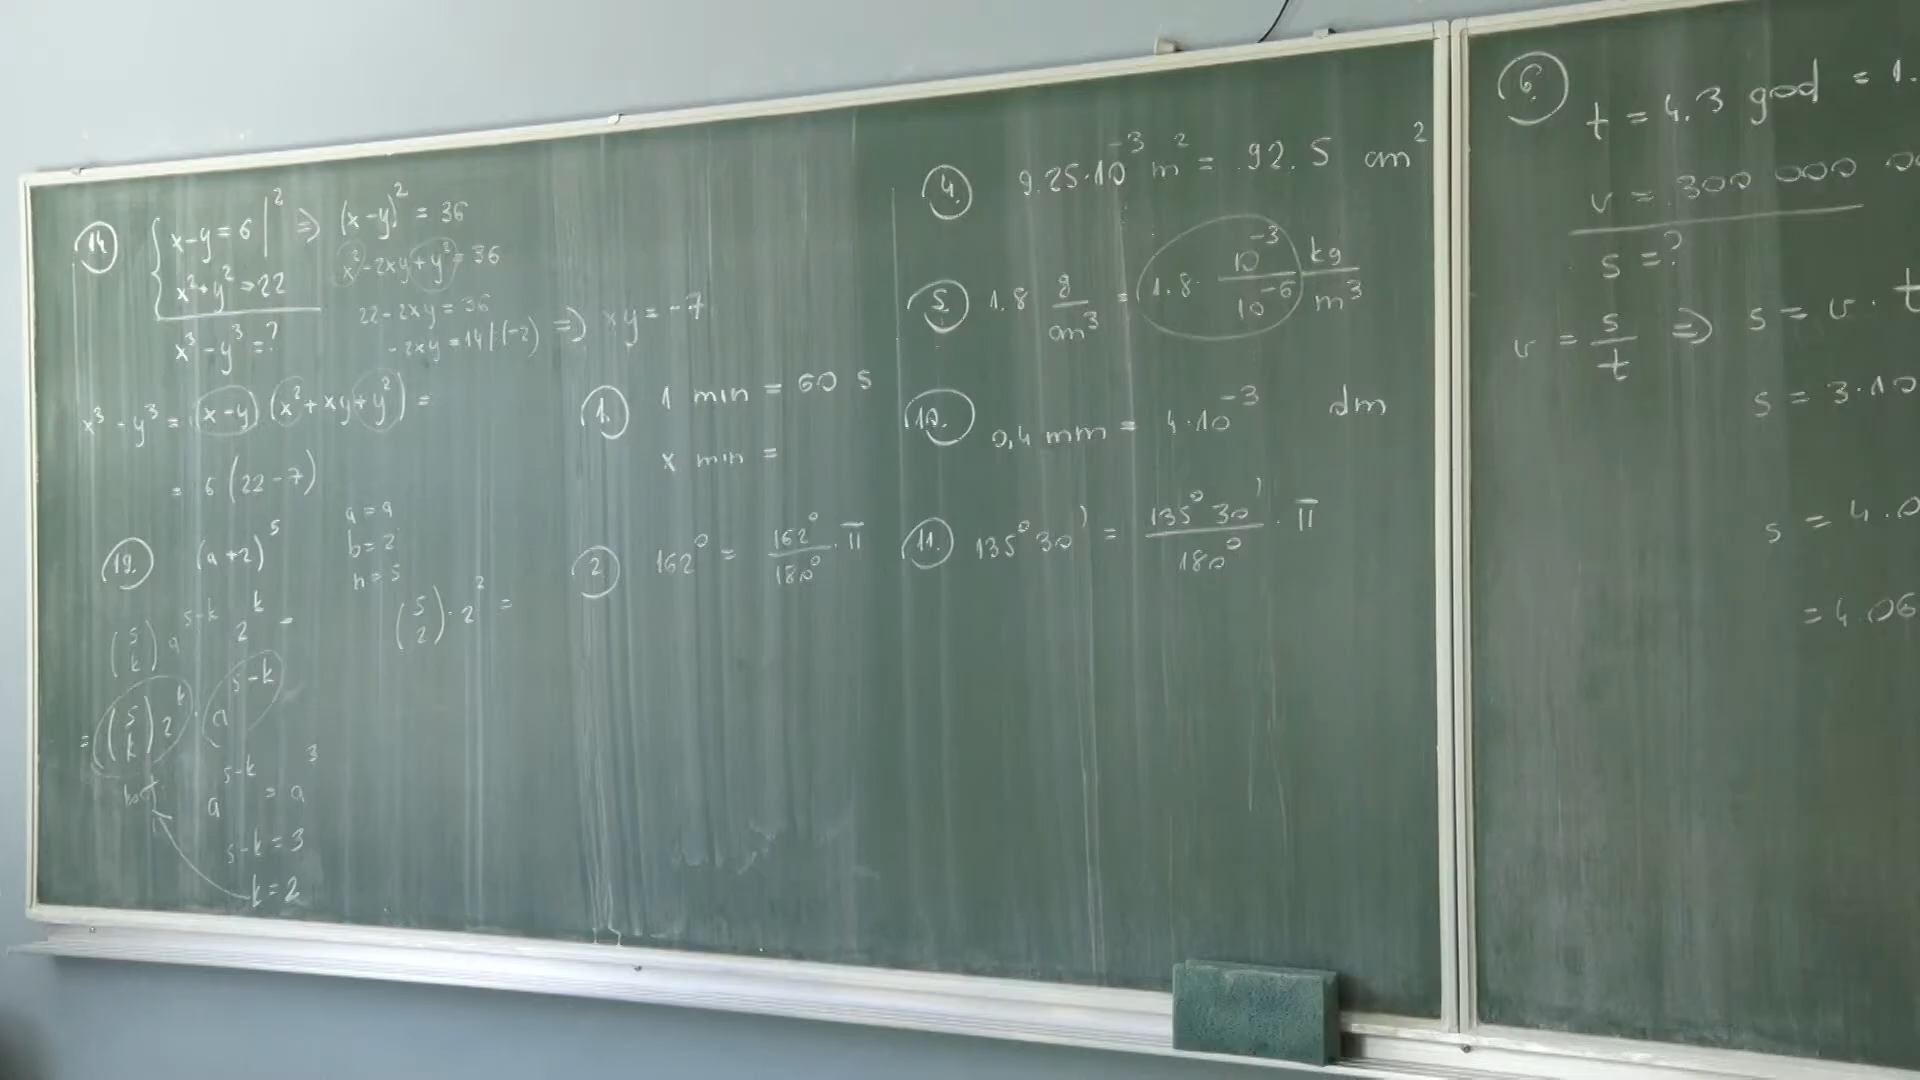 14.
x-y=6 |² ⇒ (x-y)² = 36
x²+y²=22
x³-y³=?
x²-2xy+y²=36
22-2xy=36
-2xy=14 |:(-2) ⇒ xy=-7
x³-y³ = (x-y)(x²+xy+y²) =
= 6(22-7)
19. (a+2)⁵
a=a
b=2
n=5
(5 k) a^(5-k) 2^k =
(5 2)·2² =
= (5 k) 2^k · a^(5-k)
a^(5-k) = a³
5-k=3
k=2
1. 1 min = 60 s
x min =
2. 162° = 162°/180° · π
4. 9.25·10⁻³ m² = 92.5 cm²
5. 1.8 g/cm³ = 1.8 · 10⁻³/10⁻⁶ kg/m³
10. 0,4 mm = 4·10⁻³ dm
11. 135°30' = 135°30'/180° · π
6. t = 4.3 god = 1.
v = 300 000 00
s = ?
v = s/t ⇒ s = v · t
s = 3·10
s = 4.0
= 4.06